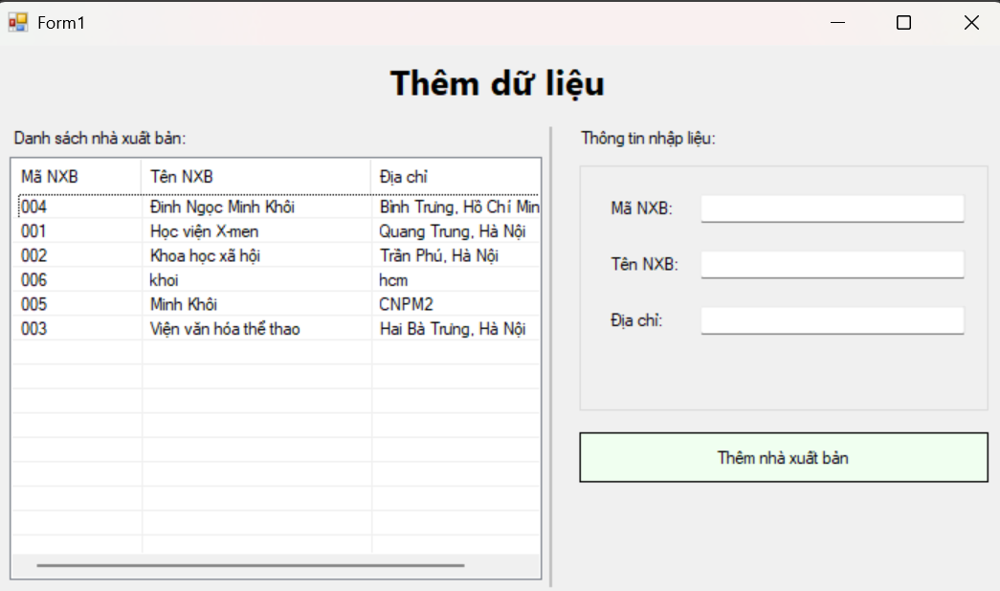 Form1
Thêm dữ liệu
Danh sách nhà xuất bản:
Mã NXB Tên NXB Địa chỉ
004 Đinh Ngọc Minh Khôi Bình Trưng, Hồ Chí Min
001 Học viện X-men Quang Trung, Hà Nội
002 Khoa học xã hội Trần Phú, Hà Nội
006 khoi hcm
005 Minh Khôi CNPM2
003 Viện văn hóa thể thao Hai Bà Trưng, Hà Nội
Thông tin nhập liệu:
Mã NXB:
Tên NXB:
Địa chỉ:
Thêm nhà xuất bản